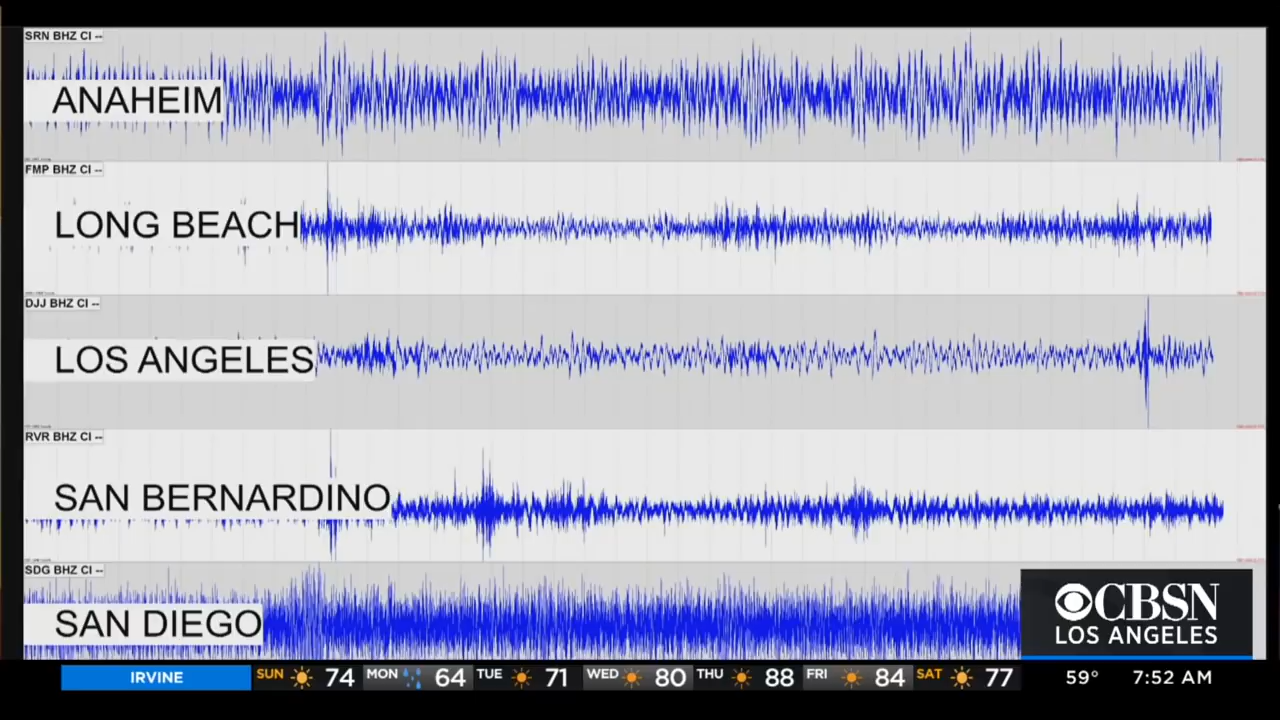 SRN BHZ CI --
ANAHEIM
FMP BHZ CI --
LONG BEACH
DJJ BHZ CI --
LOS ANGELES
RVR BHZ CI --
SAN BERNARDINO
SDG BHZ CI --
SAN DIEGO
CBSN
LOS ANGELES
IRVINE SUN 74 MON 64 TUE 71 WED 80 THU 88 FRI 84 SAT 77 59° 7:52 AM